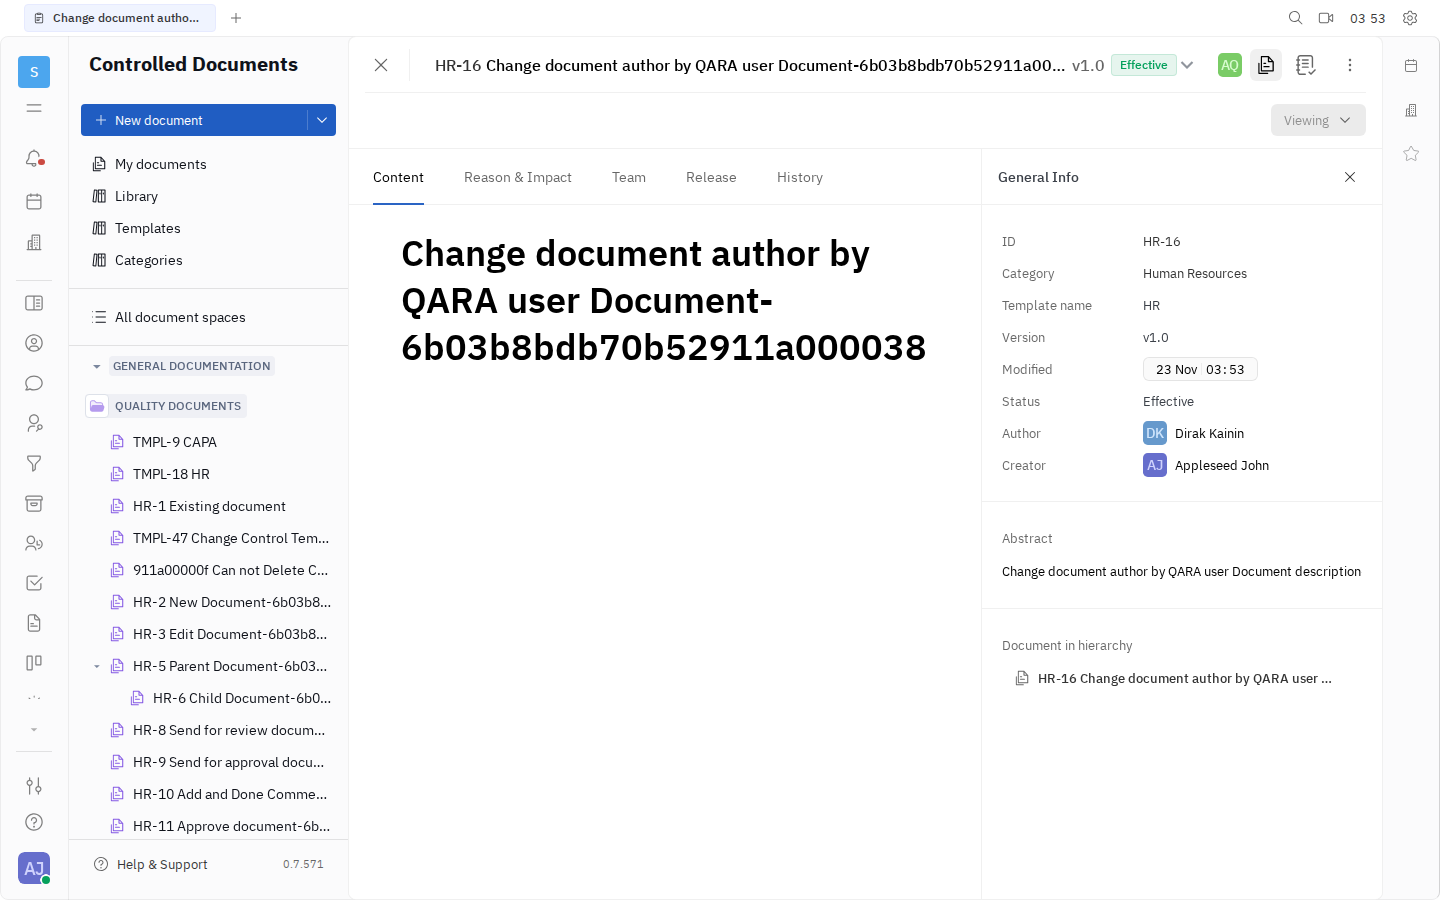 Change document autho...
03 53
S
Controlled Documents
New document
My documents
Library
Templates
Categories
All document spaces
GENERAL DOCUMENTATION
QUALITY DOCUMENTS
TMPL-9 CAPA
TMPL-18 HR
HR-1 Existing document
TMPL-47 Change Control Tem...
911a00000f Can not Delete C...
HR-2 New Document-6b03b8...
HR-3 Edit Document-6b03b8...
HR-5 Parent Document-6b03...
HR-6 Child Document-6b0...
HR-8 Send for review docum...
HR-9 Send for approval docu...
HR-10 Add and Done Comme...
HR-11 Approve document-6b...
Help & Support 0.7.571
AJ
HR-16 Change document author by QARA user Document-6b03b8bdb70b52911a00... v1.0 Effective AQ
Viewing
Content Reason & Impact Team Release History
Change document author by
QARA user Document-
6b03b8bdb70b52911a000038
General Info
ID HR-16
Category Human Resources
Template name HR
Version v1.0
Modified 23 Nov 03:53
Status Effective
Author DK Dirak Kainin
Creator AJ Appleseed John
Abstract
Change document author by QARA user Document description
Document in hierarchy
HR-16 Change document author by QARA user ...